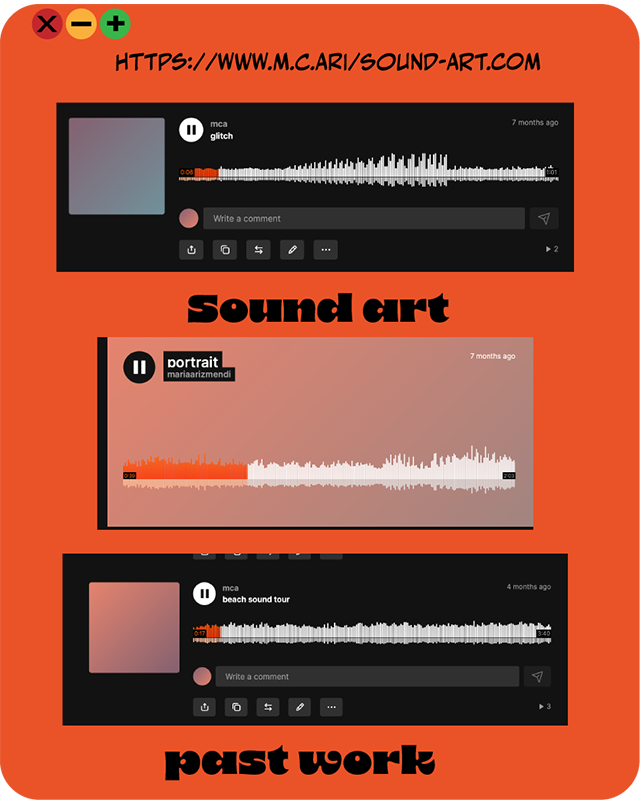 HTTPS://WWW.M.C.ARI/SOUND-ART.COM
mca
7 months ago
glitch
0:06
1:01
Write a comment
2
Sound art
portrait
7 months ago
mariaarizmendi
0:39
2:03
mca
4 months ago
beach sound tour
0:17
3:40
Write a comment
3
past work